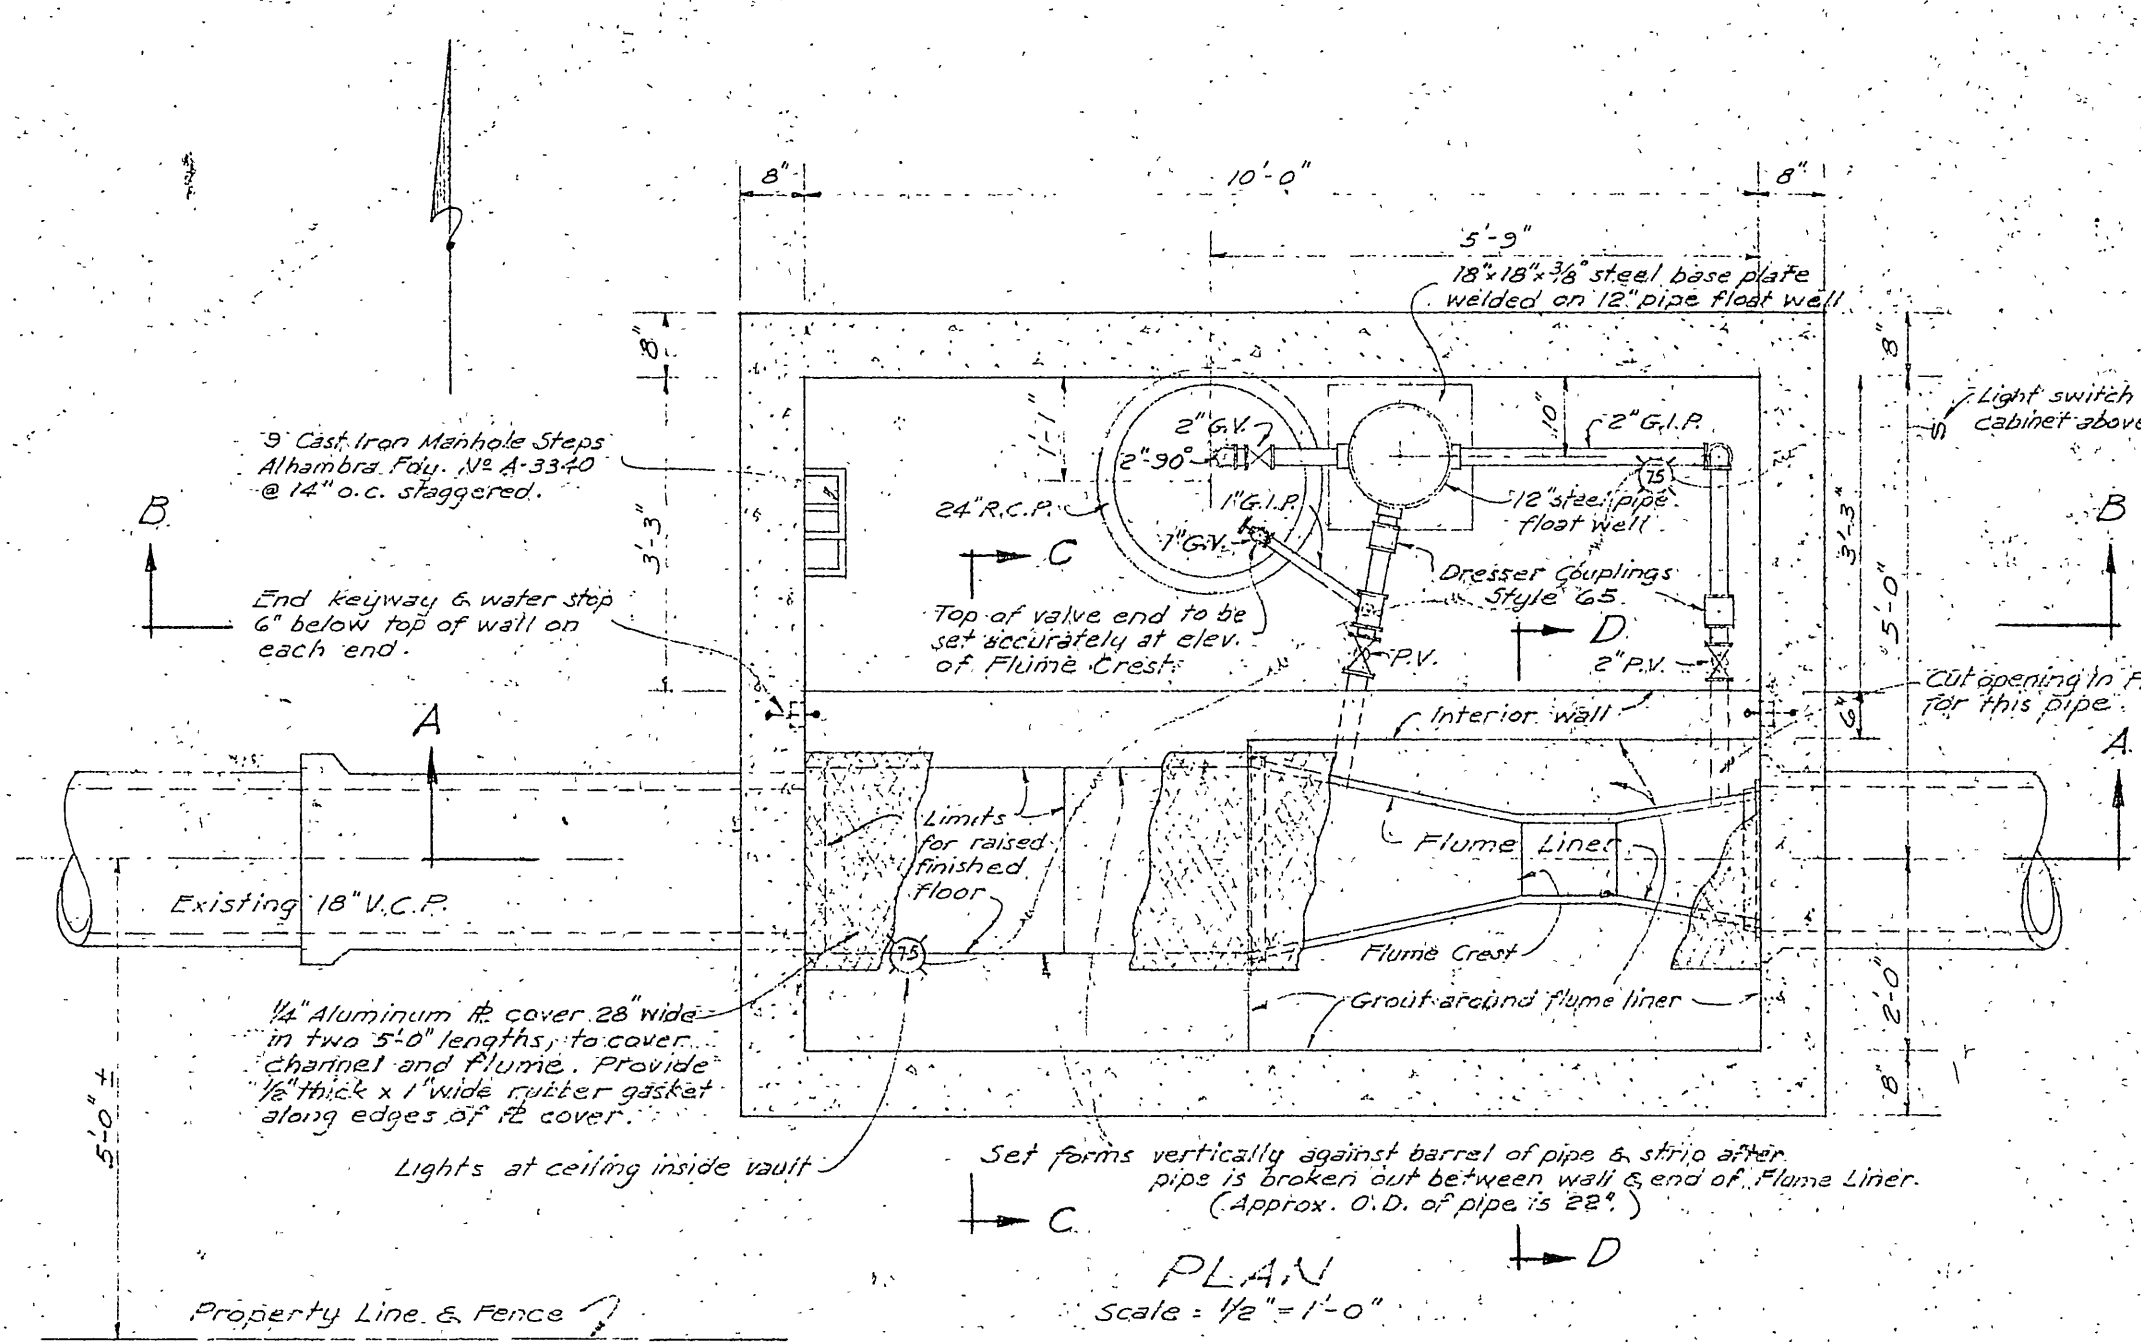 8"
10'-0"
8"
5'-9"
18"x18"x3/8" steel base plate
welded on 12" pipe float well
8"
8"
9 Cast Iron Manhole Steps
Alhambra Fdy. Nº A-3340
@ 14" o.c. staggered.
1'-1"
2" G.V.
2"-90°
10"
2" G.I.P.
75
S
Light switch
cabinet above
24" R.C.P.
1" G.I.P.
1" G.V.
12" steel pipe
float well
B
B
3'-3"
3'-3"
5'-0"
C
Dresser Couplings
Style 65
End keyway & water stop
6" below top of wall on
each end.
Top of valve end to be
set accurately at elev.
of Flume Crest
D
P.V.
2" P.V.
Cut opening in
for this pipe
6"
Interior wall
A
A
Limits
for raised
finished
floor
Flume Liner
Existing 18" V.C.P.
75
Flume Crest
Grout around flume liner
2'-0"
8"
1/4" Aluminum PL cover 28" wide
in two 5'-0" lengths, to cover
channel and flume. Provide
1/2" thick x 1" wide rubber gasket
along edges of PL cover.
5'-0" ±
Lights at ceiling inside vault
Set forms vertically against barrel of pipe & strip after
pipe is broken out between wall & end of Flume Liner.
(Approx. O.D. of pipe is 22".)
C
D
PLAN
Scale = 1/2" = 1'-0"
Property Line & Fence